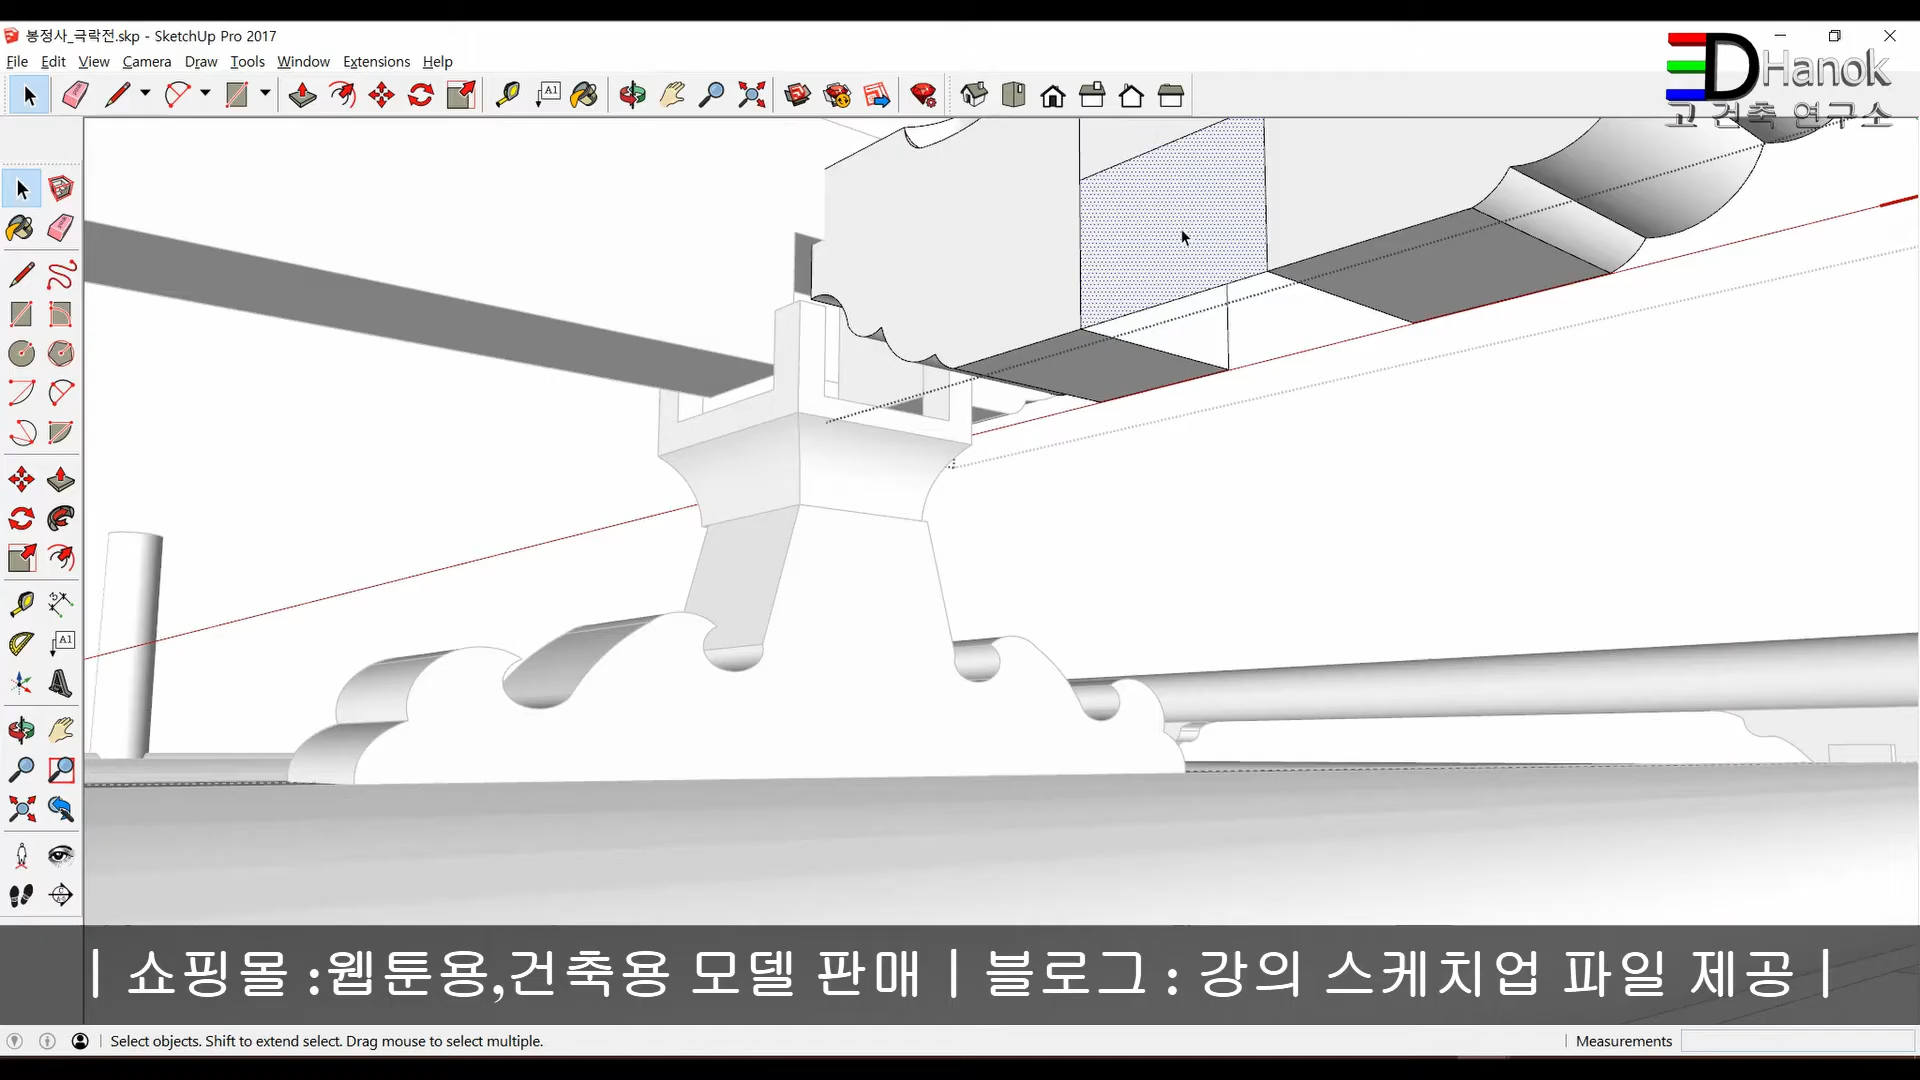 봉정사_극락전.skp - SketchUp Pro 2017
File Edit View Camera Draw Tools Window Extensions Help
3DHanok
고 건축 연구소
A1
A1
| 쇼핑몰 :웹툰용,건축용 모델 판매 | 블로그 : 강의 스케치업 파일 제공 |
Select objects. Shift to extend select. Drag mouse to select multiple.
Measurements